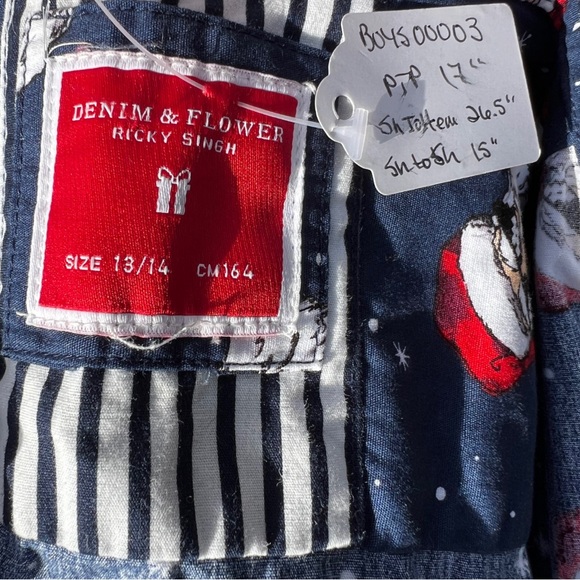 DENIM & FLOWER
RICKY SINGH
SIZE 13/14 CM164
BOYS00003
PTP 17"
Sh To Hem 26.5"
Sh to Sh 15"